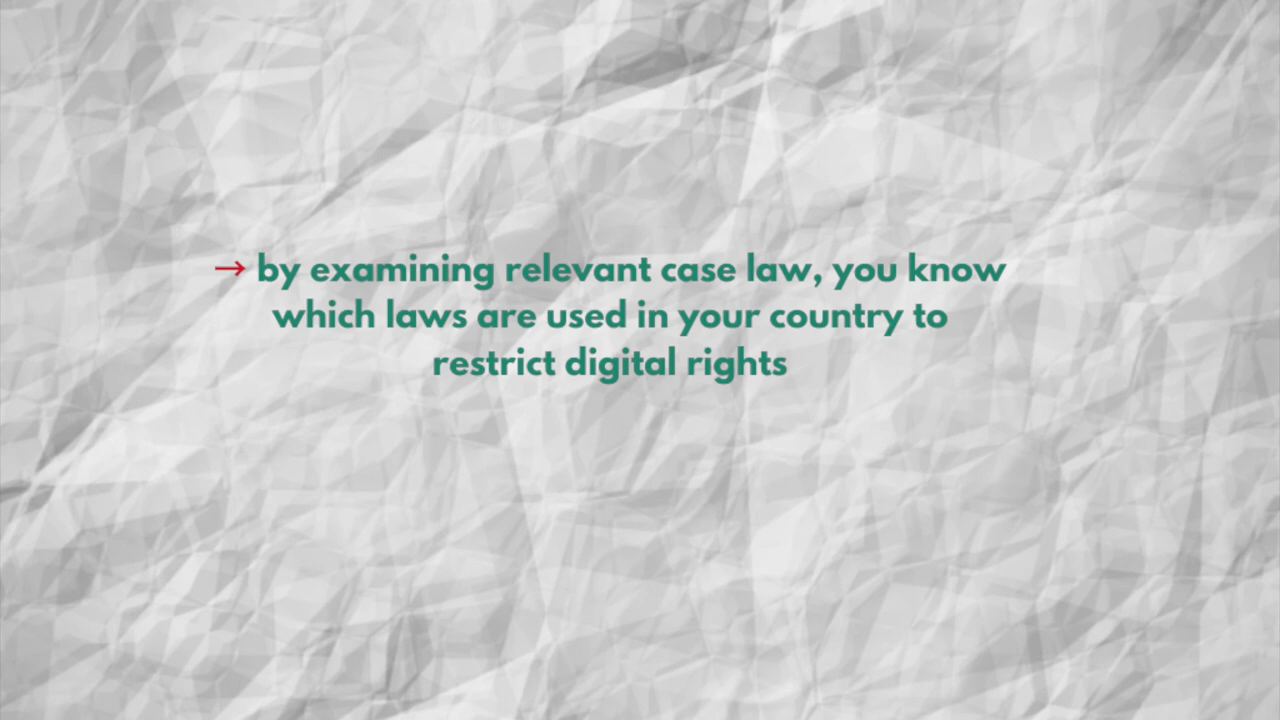 → by examining relevant case law, you know
which laws are used in your country to
restrict digital rights